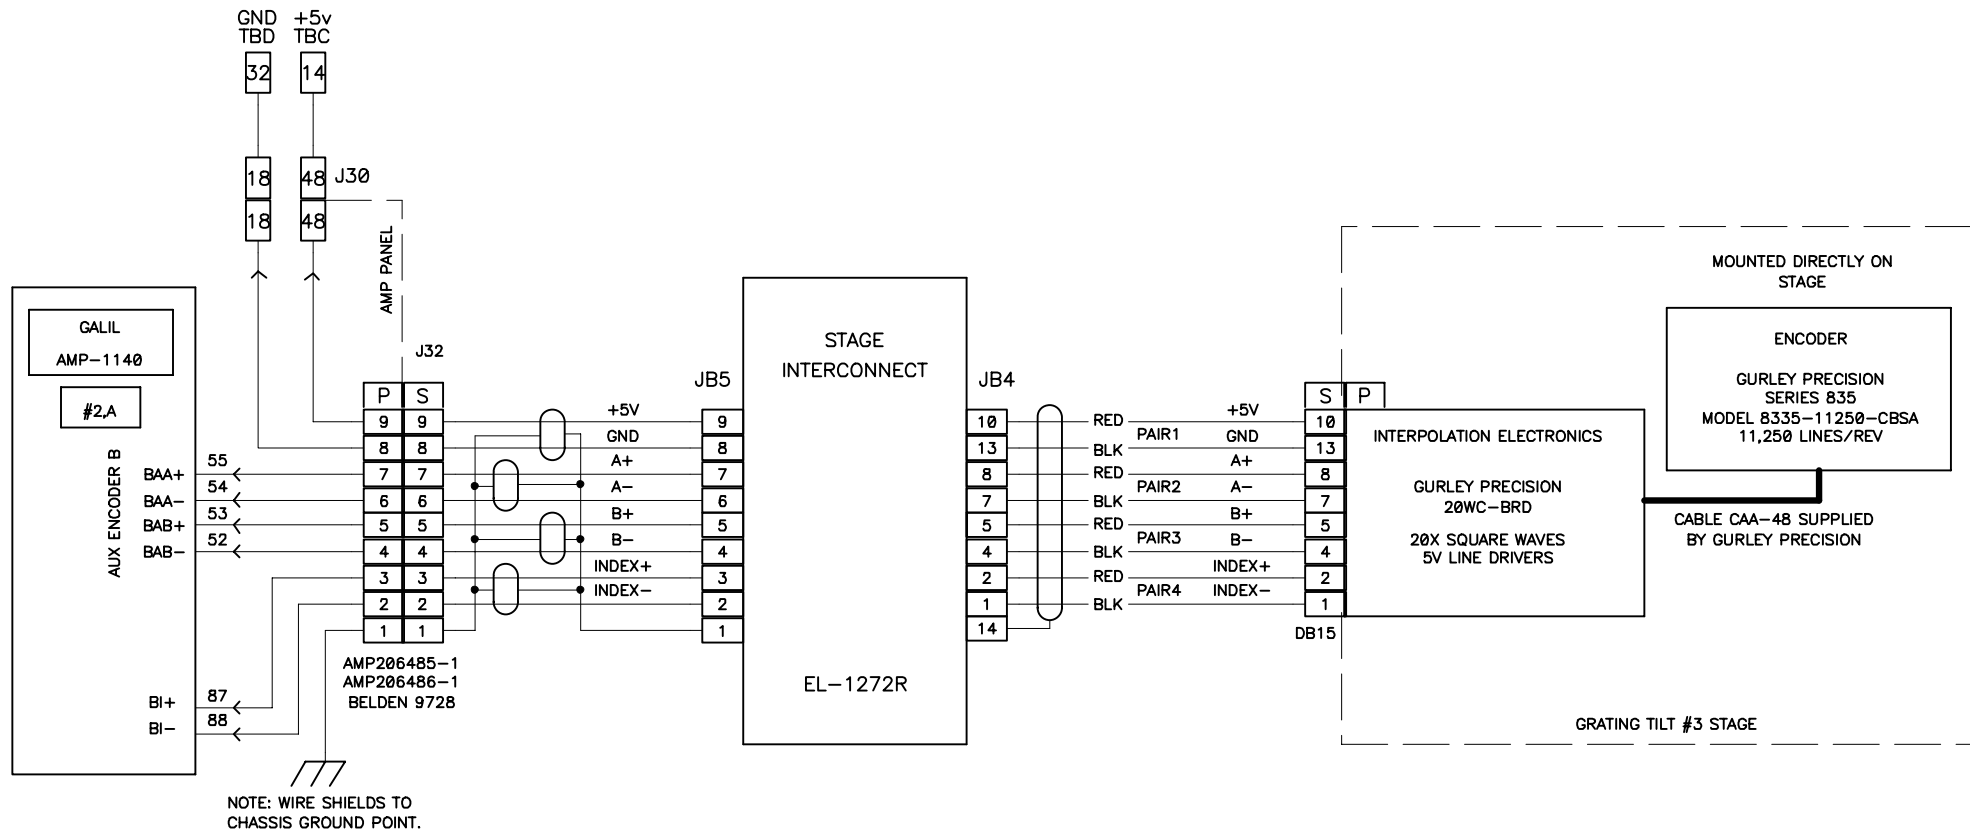 GND +5v
TBD TBC
32 14
18 48 J30
18 48
AMP PANEL
GALIL
AMP-1140
#2,A
AUX ENCODER B
BAA+ 55
BAA- 54
BAB+ 53
BAB- 52
BI+ 87
BI- 88
J32
P S
9 9
8 8
7 7
6 6
5 5
4 4
3 3
2 2
1 1
AMP206485-1
AMP206486-1
BELDEN 9728
NOTE: WIRE SHIELDS TO
CHASSIS GROUND POINT.
+5V
GND
A+
A-
B+
B-
INDEX+
INDEX-
JB5
9
8
7
6
5
4
3
2
1
STAGE
INTERCONNECT
EL-1272R
JB4
10
13
8
7
5
4
2
1
14
RED
BLK
RED
BLK
RED
BLK
RED
BLK
PAIR1
PAIR2
PAIR3
PAIR4
+5V
GND
A+
A-
B+
B-
INDEX+
INDEX-
S P
10
13
8
7
5
4
2
1
DB15
INTERPOLATION ELECTRONICS
GURLEY PRECISION
20WC-BRD
20X SQUARE WAVES
5V LINE DRIVERS
MOUNTED DIRECTLY ON
STAGE
ENCODER
GURLEY PRECISION
SERIES 835
MODEL 8335-11250-CBSA
11,250 LINES/REV
CABLE CAA-48 SUPPLIED
BY GURLEY PRECISION
GRATING TILT #3 STAGE